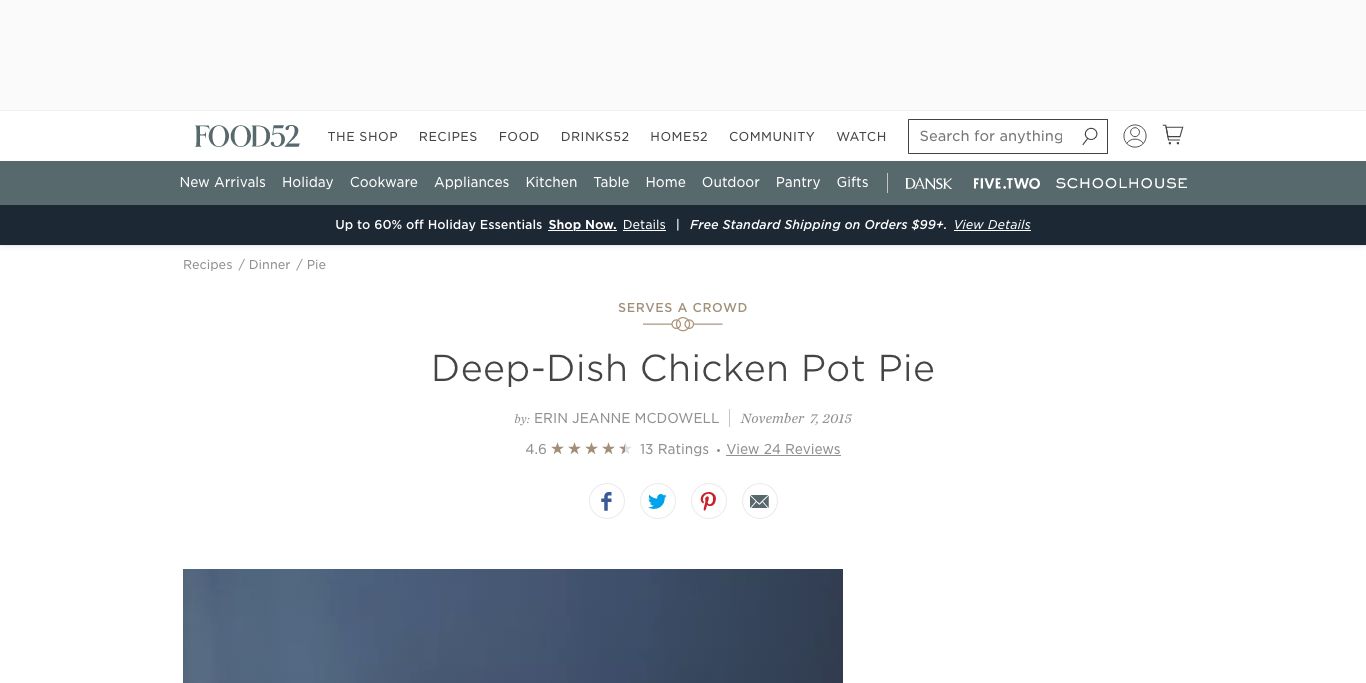 FOOD52 THE SHOP RECIPES FOOD DRINKS52 HOME52 COMMUNITY WATCH Search for anything
New Arrivals Holiday Cookware Appliances Kitchen Table Home Outdoor Pantry Gifts DANSK FIVE.TWO SCHOOLHOUSE
Up to 60% off Holiday Essentials Shop Now. Details | Free Standard Shipping on Orders $99+. View Details
Recipes / Dinner / Pie
SERVES A CROWD
Deep-Dish Chicken Pot Pie
by: ERIN JEANNE MCDOWELL | November 7, 2015
4.6 ★★★★★ 13 Ratings • View 24 Reviews